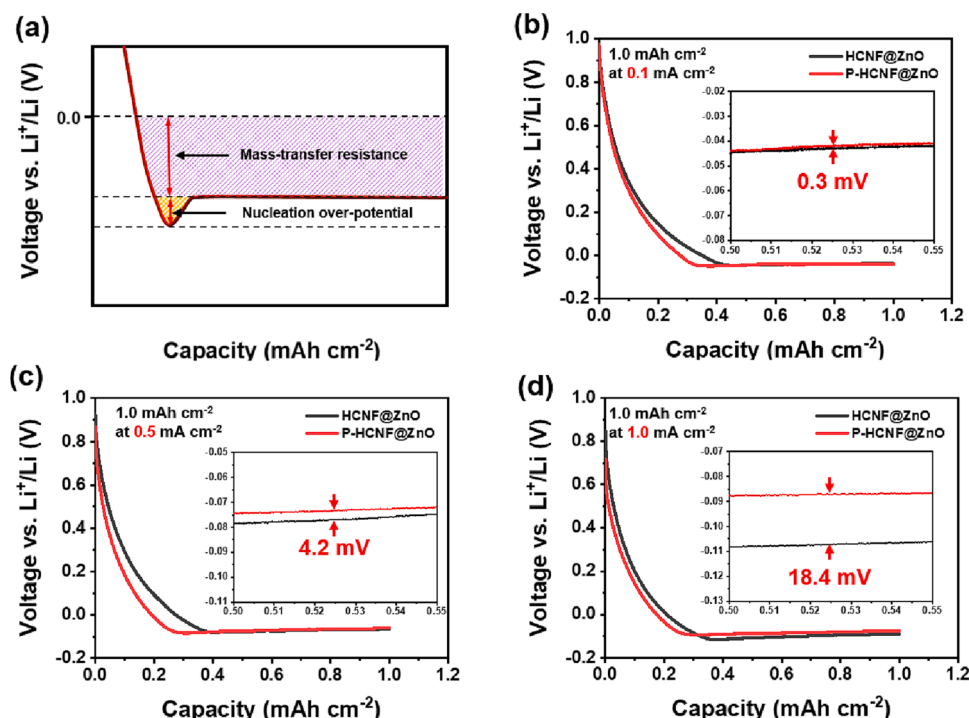 (a)
Voltage vs. Li⁺/Li (V)
0.0
Mass-transfer resistance
Nucleation over-potential
Capacity (mAh cm⁻²)
(b)
Voltage vs. Li⁺/Li (V)
1.0
0.8
0.6
0.4
0.2
0.0
-0.2
1.0 mAh cm⁻²
at 0.1 mA cm⁻²
HCNF@ZnO
P-HCNF@ZnO
-0.02
-0.03
-0.04
-0.05
-0.06
-0.07
-0.08
0.3 mV
0.50 0.51 0.52 0.53 0.54 0.55
0.0 0.2 0.4 0.6 0.8 1.0 1.2
Capacity (mAh cm⁻²)
(c)
Voltage vs. Li⁺/Li (V)
1.0
0.8
0.6
0.4
0.2
0.0
-0.2
1.0 mAh cm⁻²
at 0.5 mA cm⁻²
HCNF@ZnO
P-HCNF@ZnO
-0.05
-0.06
-0.07
-0.08
-0.09
-0.10
-0.11
4.2 mV
0.50 0.51 0.52 0.53 0.54 0.55
0.0 0.2 0.4 0.6 0.8 1.0 1.2
Capacity (mAh cm⁻²)
(d)
Voltage vs. Li⁺/Li (V)
1.0
0.8
0.6
0.4
0.2
0.0
-0.2
1.0 mAh cm⁻²
at 1.0 mA cm⁻²
HCNF@ZnO
P-HCNF@ZnO
-0.07
-0.08
-0.09
-0.10
-0.11
-0.12
-0.13
18.4 mV
0.50 0.51 0.52 0.53 0.54 0.55
0.0 0.2 0.4 0.6 0.8 1.0 1.2
Capacity (mAh cm⁻²)